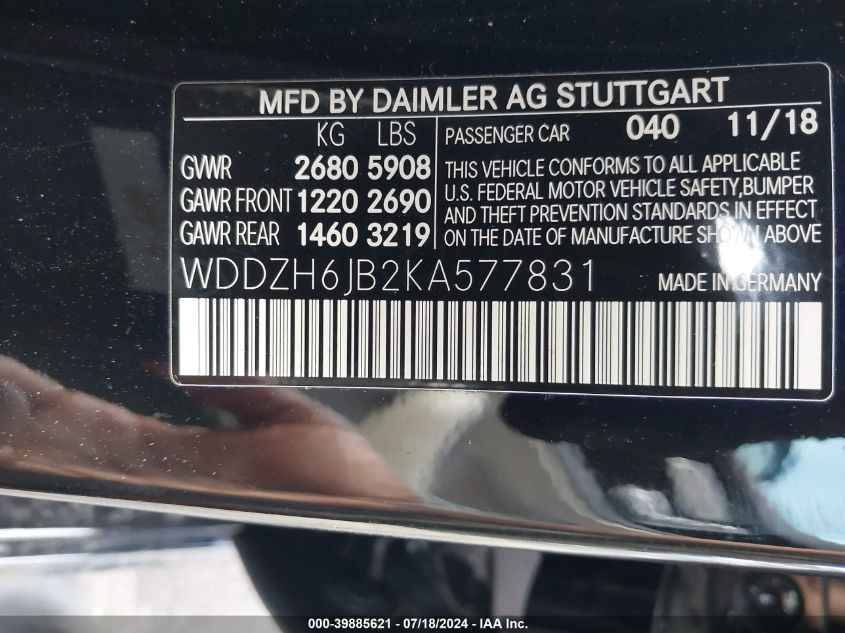 MFD BY DAIMLER AG STUTTGART
KG LBS
GVWR 2680 5908
GAWR FRONT 1220 2690
GAWR REAR 1460 3219
PASSENGER CAR 040 11/18
THIS VEHICLE CONFORMS TO ALL APPLICABLE
U.S. FEDERAL MOTOR VEHICLE SAFETY,BUMPER
AND THEFT PREVENTION STANDARDS IN EFFECT
ON THE DATE OF MANUFACTURE SHOWN ABOVE
WDDZH6JB2KA577831 MADE IN GERMANY
000-39885621 - 07/18/2024 - IAA Inc.